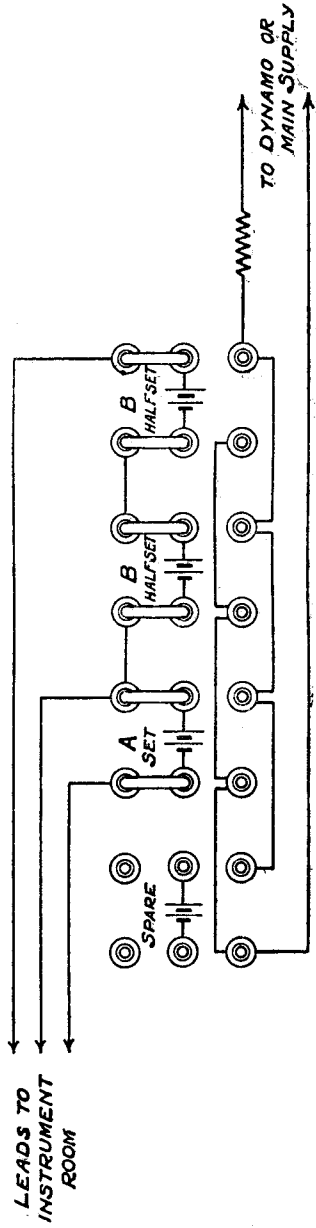 LEADS TO
INSTRUMENT
ROOM
SPARE
A
SET
B
HALF-SET
B
HALF-SET
TO DYNAMO OR
MAIN SUPPLY